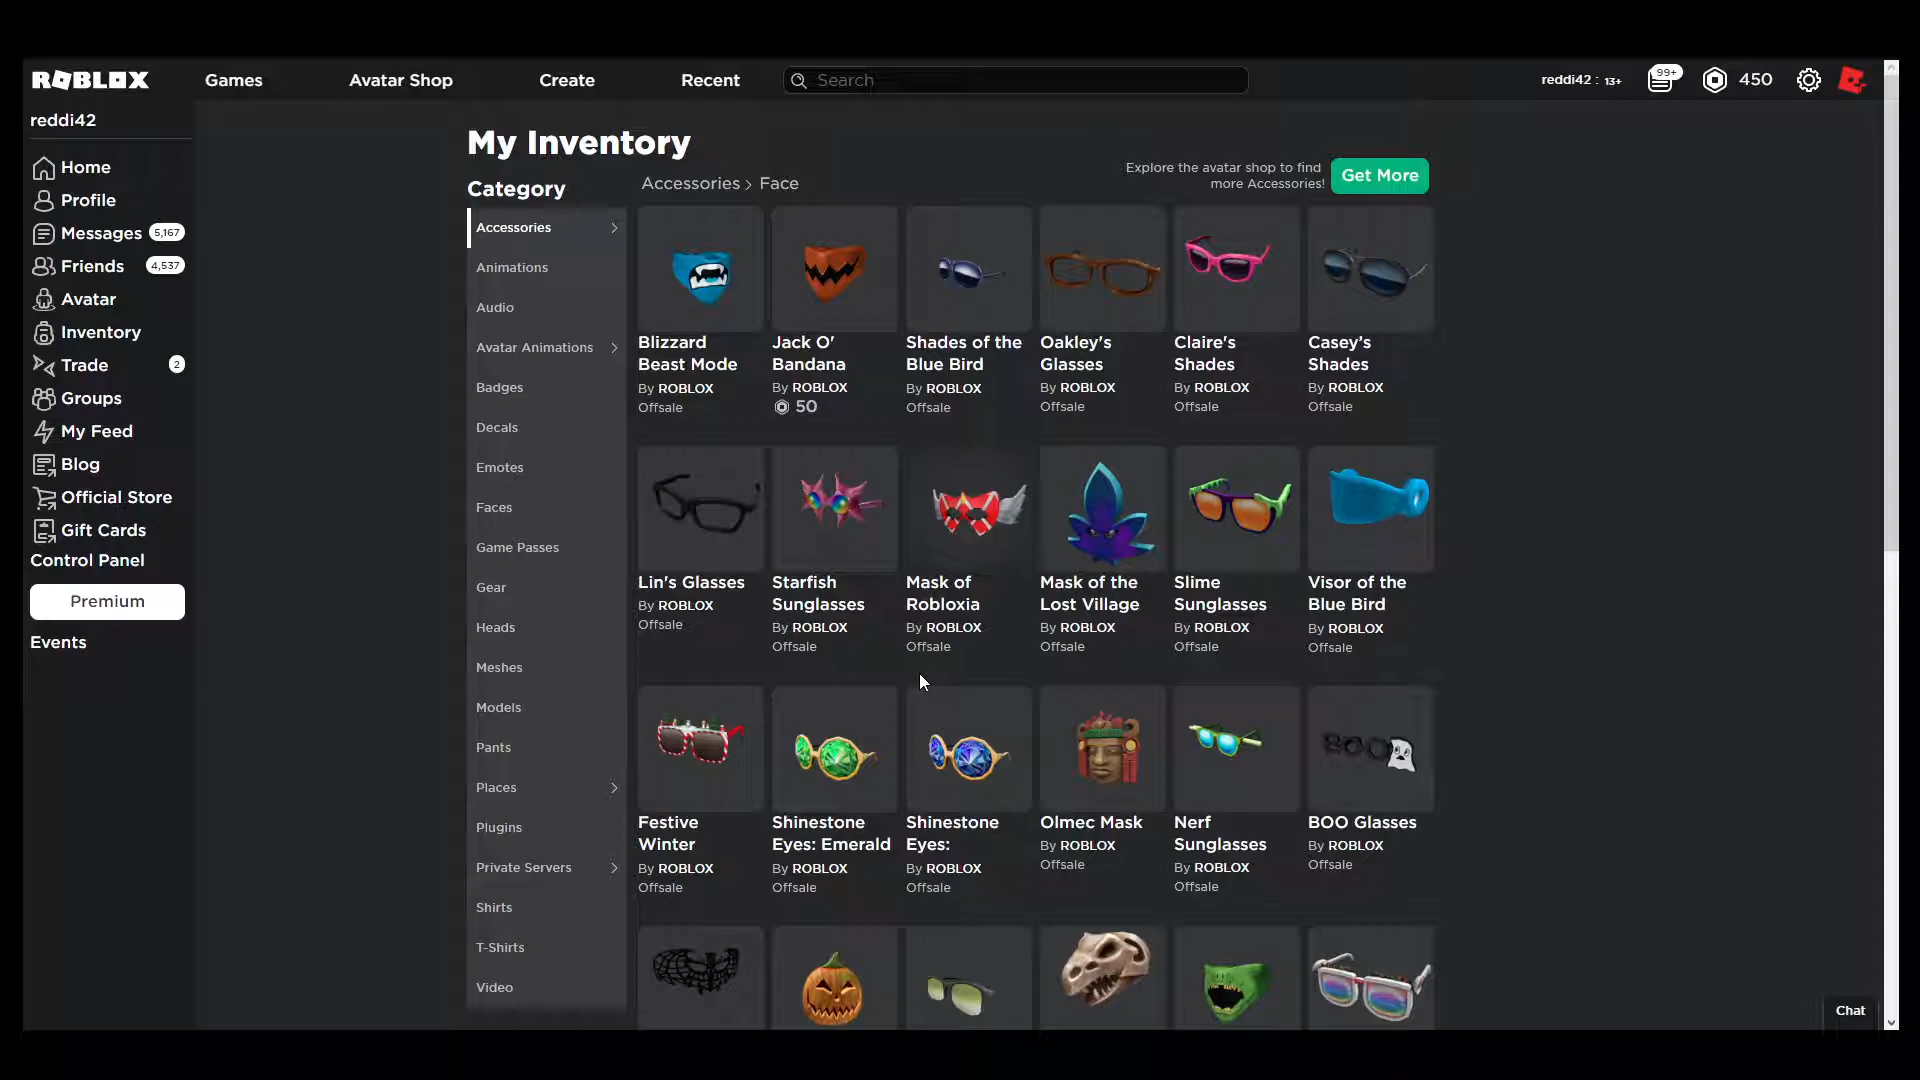 ROBLOX
Games
Avatar Shop
Create
Recent
Search
reddi42 : 13+
99+
450
reddi42
Home
Profile
Messages 5,167
Friends 4,537
Avatar
Inventory
Trade 2
Groups
My Feed
Blog
Official Store
Gift Cards
Control Panel
Premium
Events
My Inventory
Category
Accessories
Animations
Audio
Avatar Animations
Badges
Decals
Emotes
Faces
Game Passes
Gear
Heads
Meshes
Models
Pants
Places
Plugins
Private Servers
Shirts
T-Shirts
Video
Accessories > Face
Explore the avatar shop to find
more Accessories!
Get More
Blizzard
Beast Mode
By ROBLOX
Offsale
Jack O'
Bandana
By ROBLOX
50
Shades of the
Blue Bird
By ROBLOX
Offsale
Oakley's
Glasses
By ROBLOX
Offsale
Claire's
Shades
By ROBLOX
Offsale
Casey's
Shades
By ROBLOX
Offsale
Lin's Glasses
By ROBLOX
Offsale
Starfish
Sunglasses
By ROBLOX
Offsale
Mask of
Robloxia
By ROBLOX
Offsale
Mask of the
Lost Village
By ROBLOX
Offsale
Slime
Sunglasses
By ROBLOX
Offsale
Visor of the
Blue Bird
By ROBLOX
Offsale
Festive
Winter
By ROBLOX
Offsale
Shinestone
Eyes: Emerald
By ROBLOX
Offsale
Shinestone
Eyes:
By ROBLOX
Offsale
Olmec Mask
By ROBLOX
Offsale
Nerf
Sunglasses
By ROBLOX
Offsale
BOO
BOO Glasses
By ROBLOX
Offsale
Chat